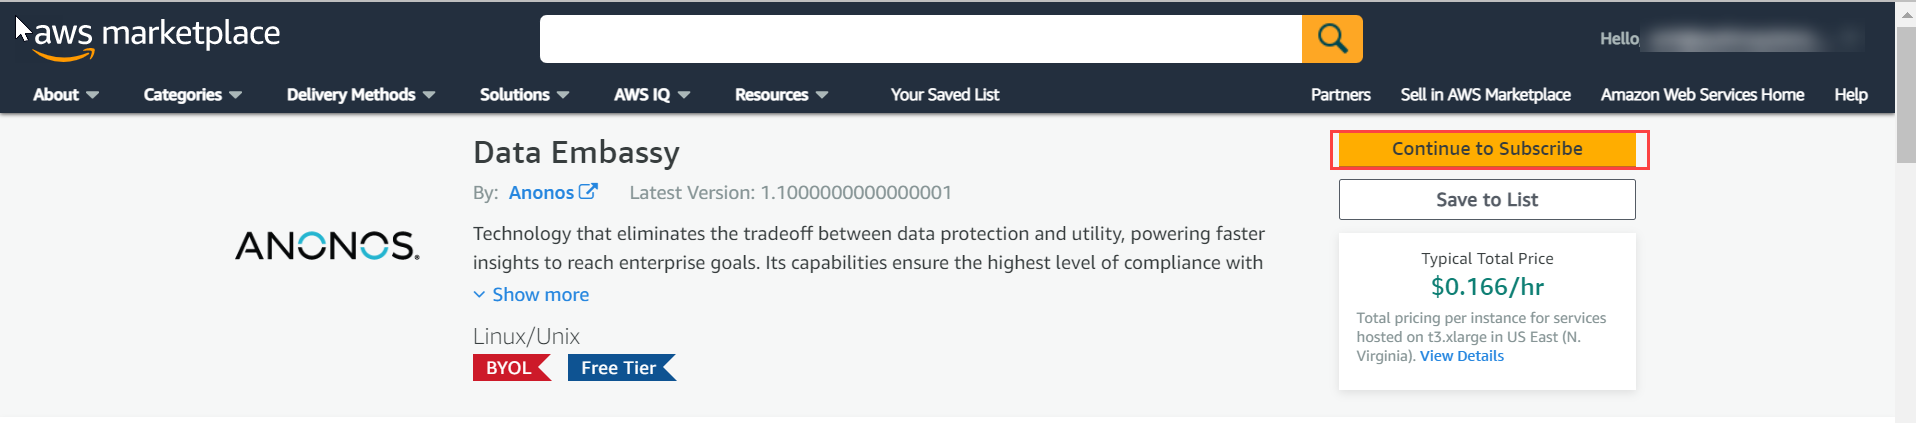 aws marketplace
Hello,
About
Categories
Delivery Methods
Solutions
AWS IQ
Resources
Your Saved List
Partners
Sell in AWS Marketplace
Amazon Web Services Home
Help
ANONOS®
Data Embassy
By: Anonos
Latest Version: 1.1000000000000001
Technology that eliminates the tradeoff between data protection and utility, powering faster
insights to reach enterprise goals. Its capabilities ensure the highest level of compliance with
Show more
Linux/Unix
BYOL
Free Tier
Continue to Subscribe
Save to List
Typical Total Price
$0.166/hr
Total pricing per instance for services
hosted on t3.xlarge in US East (N.
Virginia). View Details